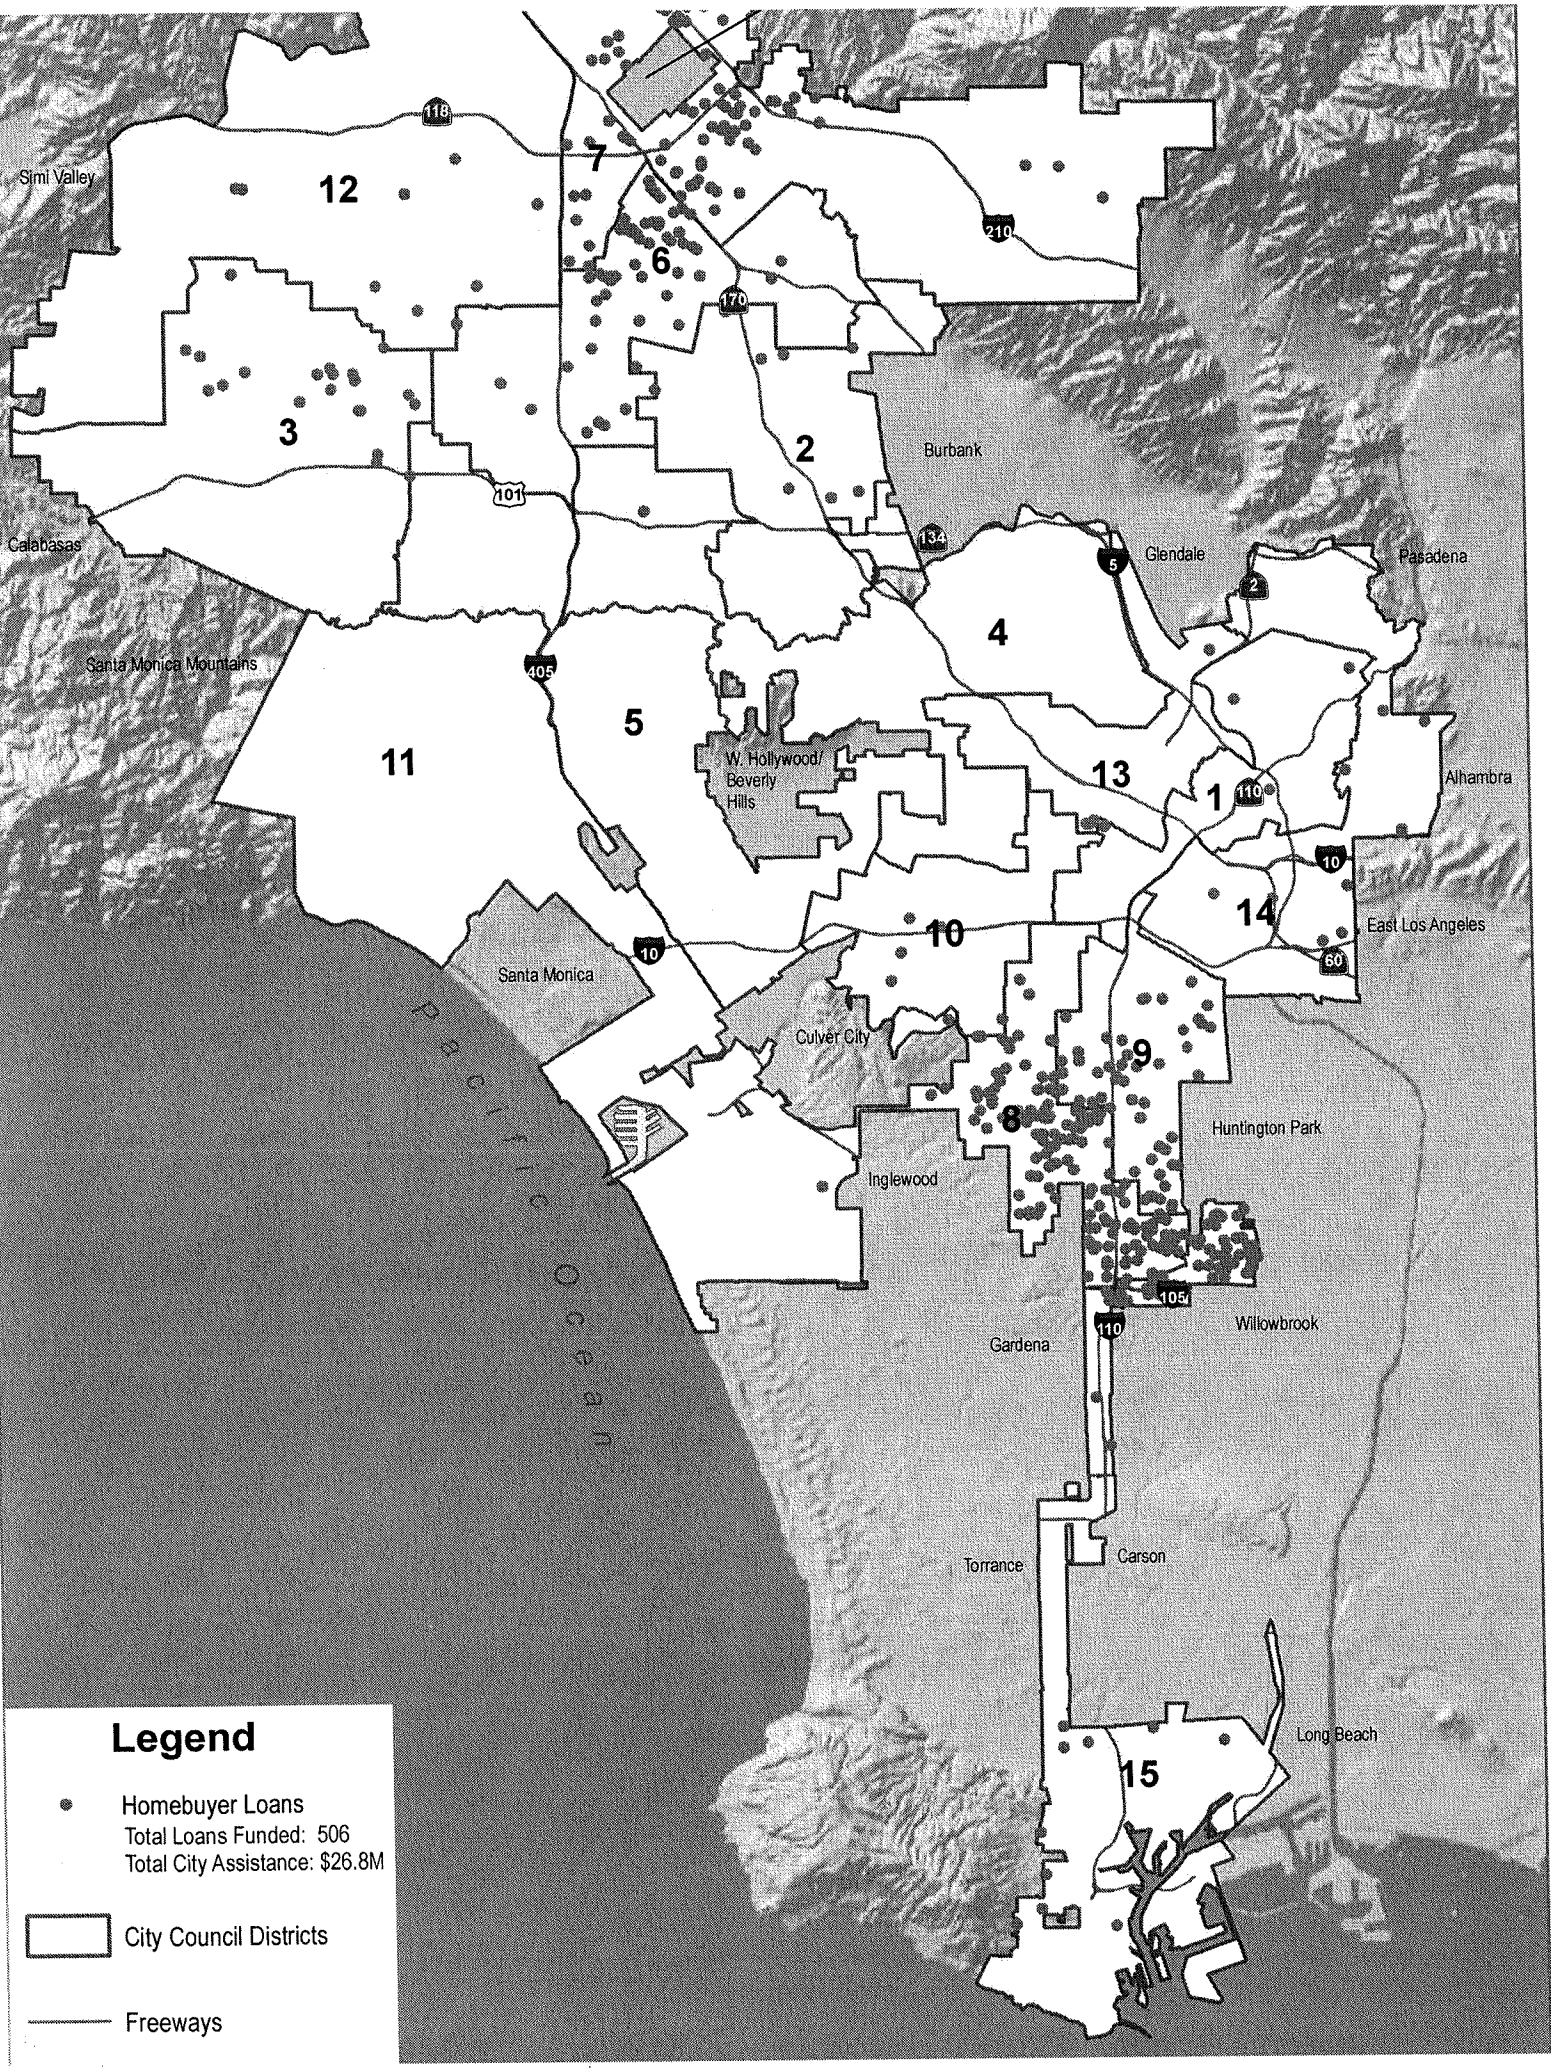 118
7
Simi Valley
12
210
6
170
3
2
Burbank
101
134
Calabasas
5
Glendale
2
Pasadena
4
Santa Monica Mountains
405
5
11
W. Hollywood/
Beverly
Hills
13
1
110
Alhambra
10
14
East Los Angeles
10
10
60
Santa Monica
Pacific Ocean
Culver City
9
8
Huntington Park
Inglewood
105
110
Willowbrook
Gardena
Torrance
Carson
Long Beach
15
Legend
Homebuyer Loans
Total Loans Funded: 506
Total City Assistance: $26.8M
City Council Districts
Freeways